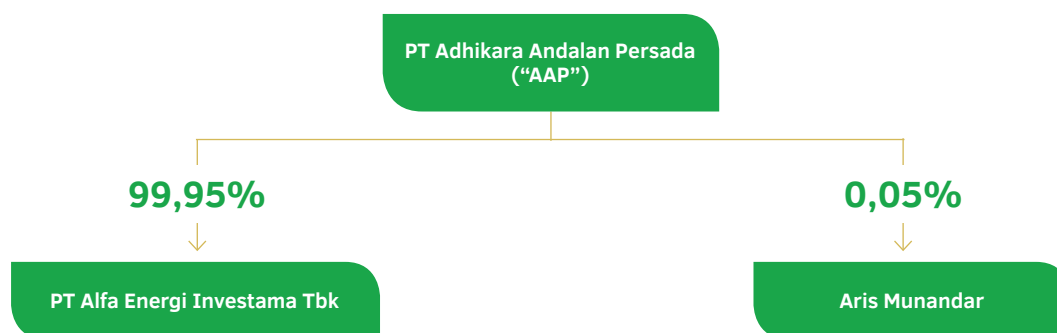 PT Adhikara Andalan Persada
(“AAP”)
99,95%
0,05%
PT Alfa Energi Investama Tbk
Aris Munandar